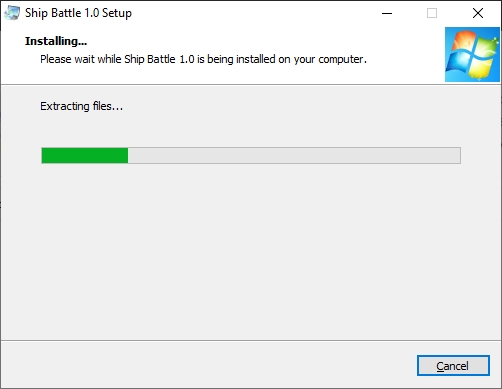 Ship Battle 1.0 Setup
Installing...
Please wait while Ship Battle 1.0 is being installed on your computer.
Extracting files...
Cancel